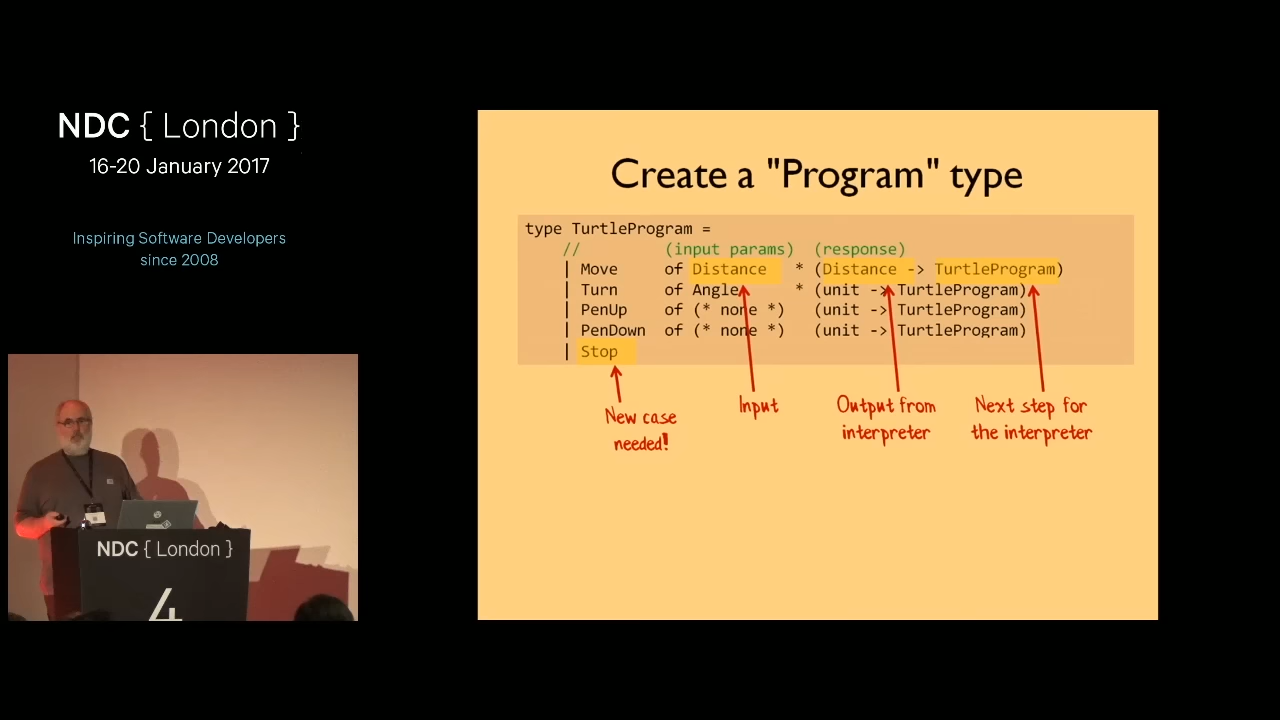 NDC { London }
16-20 January 2017
Inspiring Software Developers
since 2008
Create a "Program" type
type TurtleProgram =
// (input params) (response)
| Move of Distance * (Distance -> TurtleProgram)
| Turn of Angle * (unit -> TurtleProgram)
| PenUp of (* none *) (unit -> TurtleProgram)
| PenDown of (* none *) (unit -> TurtleProgram)
| Stop
New case
needed!
Input
Output from
interpreter
Next step for
the interpreter
NDC { London }
4